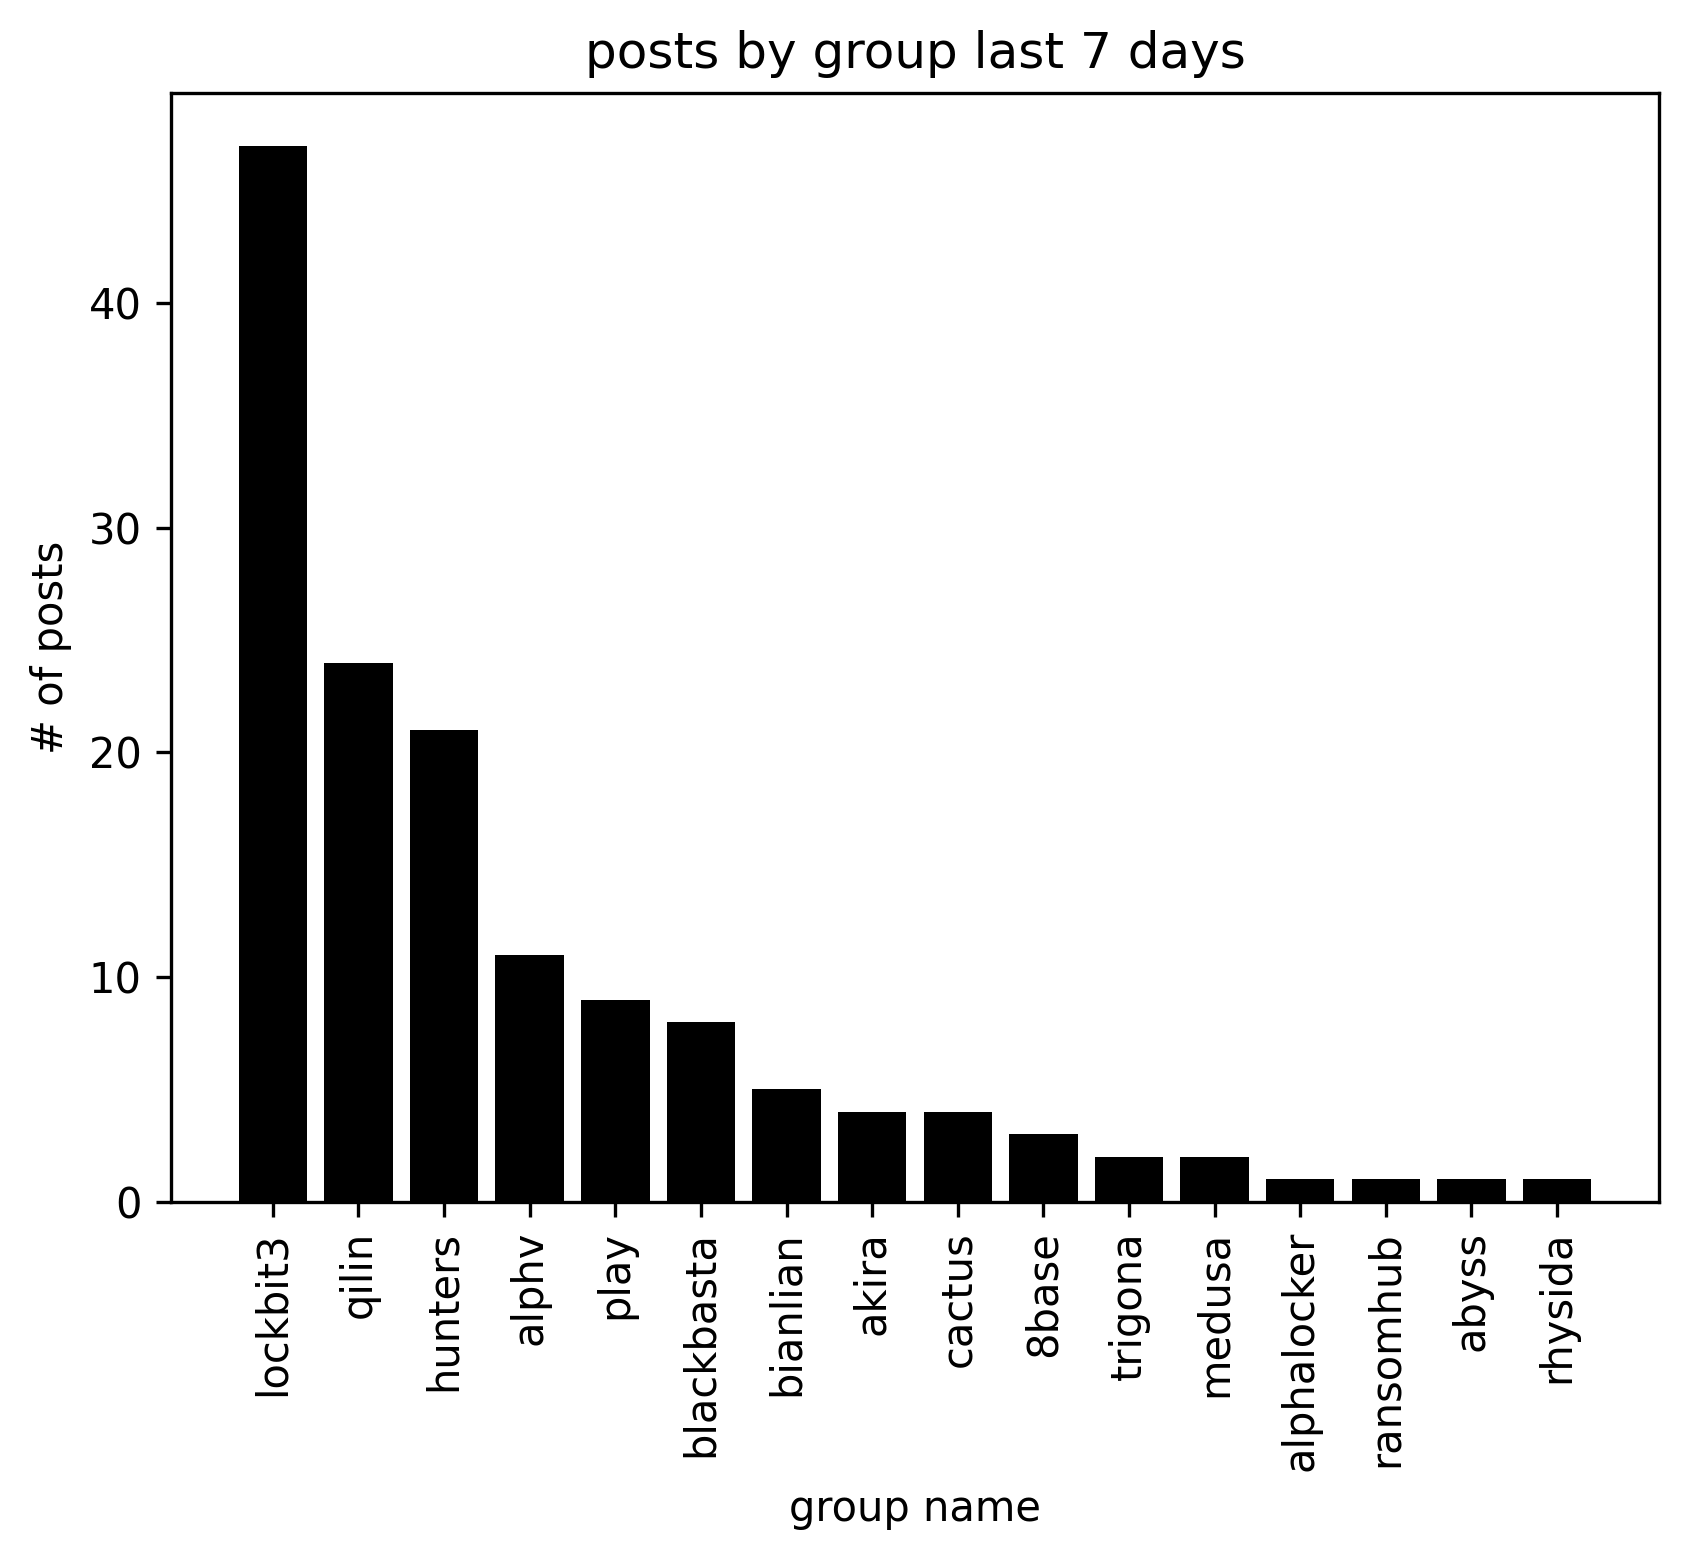 posts by group last 7 days
# of posts
40
30
20
10
0
lockbit3
qilin
hunters
alphv
play
blackbasta
bianlian
akira
cactus
8base
trigona
medusa
alphalocker
ransomhub
abyss
rhysida
group name